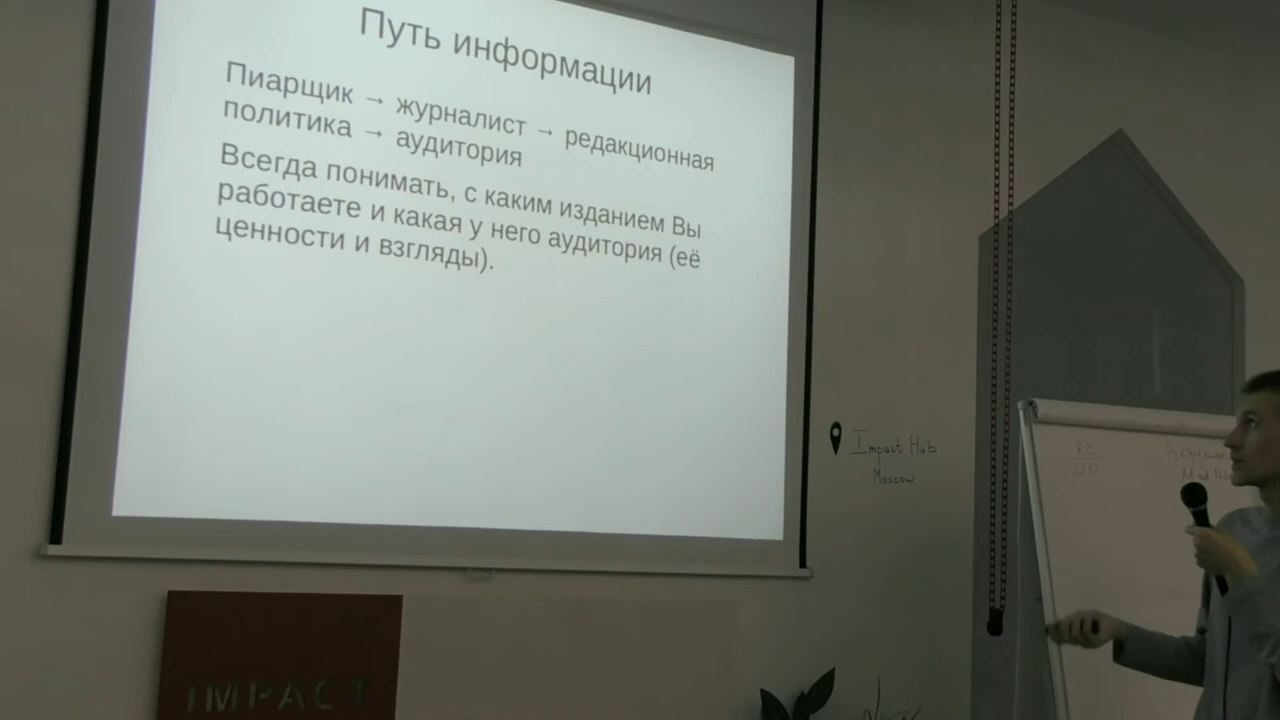 Путь информации
Пиарщик → журналист → редакционная
политика → аудитория
Всегда понимать, с каким изданием Вы
работаете и какая у него аудитория (её
ценности и взгляды).
Impact Hub
Moscow
IMPACT